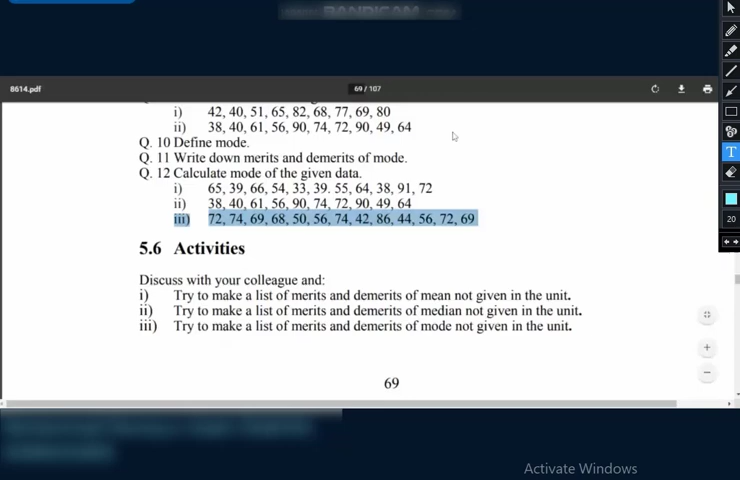 BANDICAM
8614.pdf
69 / 107
i) 42, 40, 51, 65, 82, 68, 77, 69, 80
ii) 38, 40, 61, 56, 90, 74, 72, 90, 49, 64
Q. 10 Define mode.
Q. 11 Write down merits and demerits of mode.
Q. 12 Calculate mode of the given data.
i) 65, 39, 66, 54, 33, 39. 55, 64, 38, 91, 72
ii) 38, 40, 61, 56, 90, 74, 72, 90, 49, 64
iii) 72, 74, 69, 68, 50, 56, 74, 42, 86, 44, 56, 72, 69
5.6 Activities
Discuss with your colleague and:
i) Try to make a list of merits and demerits of mean not given in the unit.
ii) Try to make a list of merits and demerits of median not given in the unit.
iii) Try to make a list of merits and demerits of mode not given in the unit.
69
T
20
Activate Windows